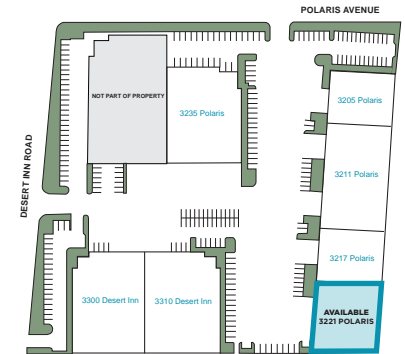 POLARIS AVENUE
NOT PART OF PROPERTY
3235 Polaris
3205 Polaris
DESERT INN ROAD
3211 Polaris
3217 Polaris
3300 Desert Inn
3310 Desert Inn
AVAILABLE
3221 POLARIS